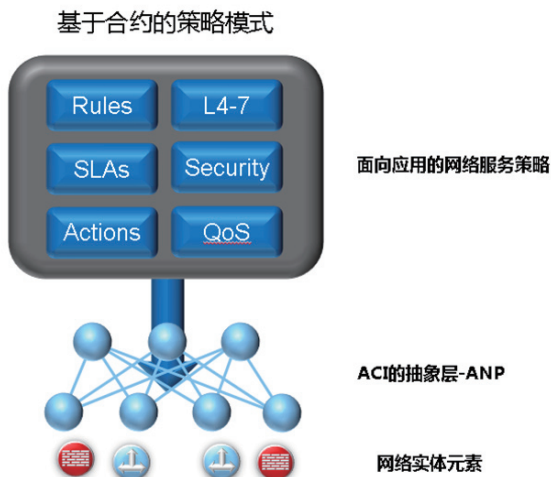 基于合约的策略模式
Rules
L4-7
SLAs
Security
Actions
QoS
面向应用的网络服务策略
ACI的抽象层-ANP
网络实体元素